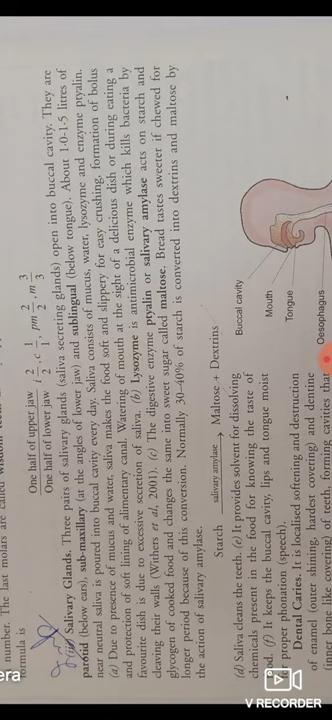 number. The last molars are called wisdom
formula is
One half of upper jaw i 2/2, c 1/1, pm 2/2, m 3/3
One half of lower jaw
Salivary Glands. Three pairs of salivary glands (saliva secreting glands) open into buccal cavity. They are
parotid (below ears), sub-maxillary (at the angles of lower jaw) and sublingual (below tongue). About 1·0-1·5 litres of
near neutral saliva is poured into buccal cavity every day. Saliva consists of mucus, water, lysozyme and enzyme ptyalin.
(a) Due to presence of mucus and water, saliva makes the food soft and slippery for easy crushing, formation of bolus
and protection of soft lining of alimentary canal. Watering of mouth at the sight of a delicious dish or during eating a
favourite dish is due to excessive secretion of saliva. (b) Lysozyme is antimicrobial enzyme which kills bacteria by
cleaving their walls (Withers et al, 2001). (c) The digestive enzyme ptyalin or salivary amylase acts on starch and
glycogen of cooked food and changes the same into sweet sugar called maltose. Bread tastes sweeter if chewed for
longer period because of this conversion. Normally 30–40% of starch is converted into dextrins and maltose by
the action of salivary amylase.
Starch salivary amylase → Maltose + Dextrins
(d) Saliva cleans the teeth. (e) It provides solvent for dissolving
chemicals present in the food for knowing the taste of
food. (f) It keeps the buccal cavity, lips and tongue moist
for proper phonation (speech).
Dental Caries. It is localised softening and destruction
of enamel (outer shining, hardest covering) and dentine
(inner bone like covering) of teeth, forming cavities that
Buccal cavity
Mouth
Tongue
Oesophagus
era
V RECORDER